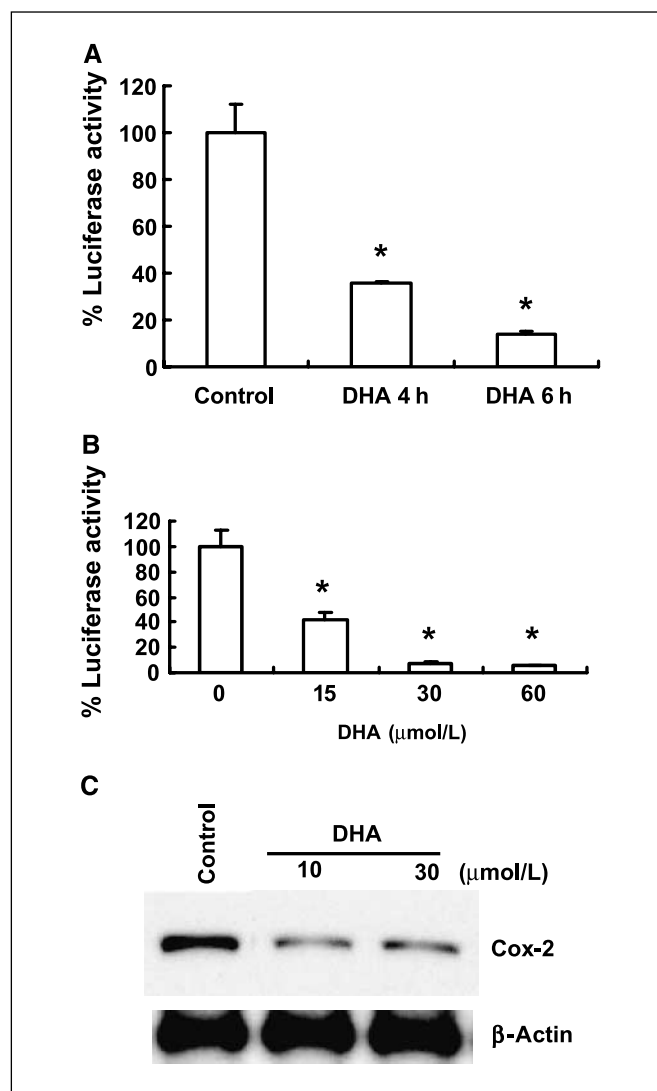 A
% Luciferase activity
120
100
80
60
40
20
0
*
*
Control DHA 4 h DHA 6 h
B
% Luciferase activity
120
100
80
60
40
20
0
*
*
*
0 15 30 60
DHA (μmol/L)
C
Control
DHA
10 30 (μmol/L)
Cox-2
β-Actin